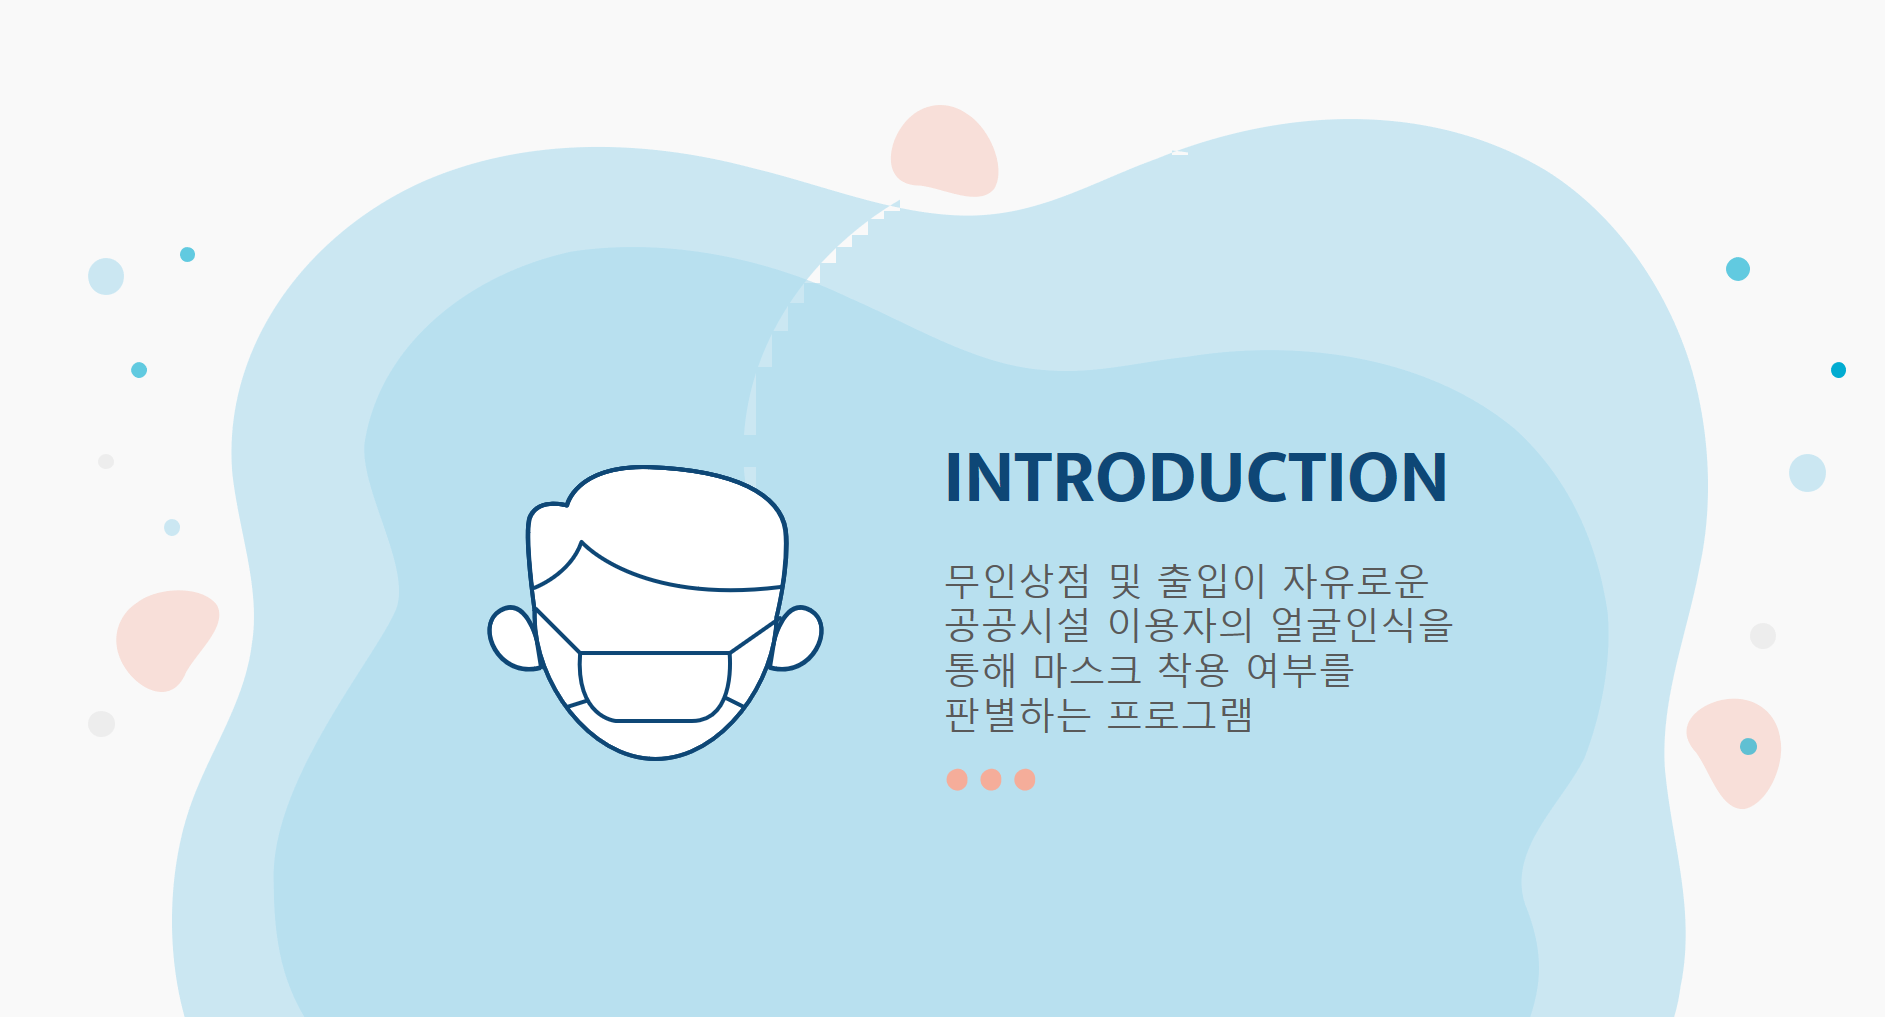 INTRODUCTION
무인상점 및 출입이 자유로운
공공시설 이용자의 얼굴인식을
통해 마스크 착용 여부를
판별하는 프로그램